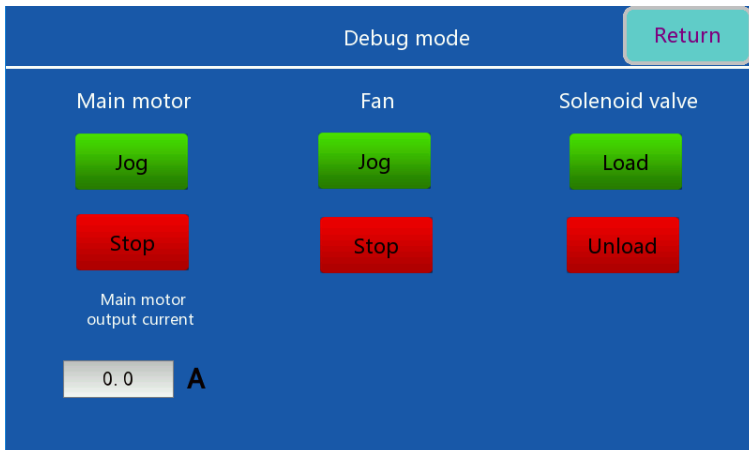 Debug mode
Return
Main motor
Fan
Solenoid valve
Jog
Jog
Load
Stop
Stop
Unload
Main motor
output current
0.0
A